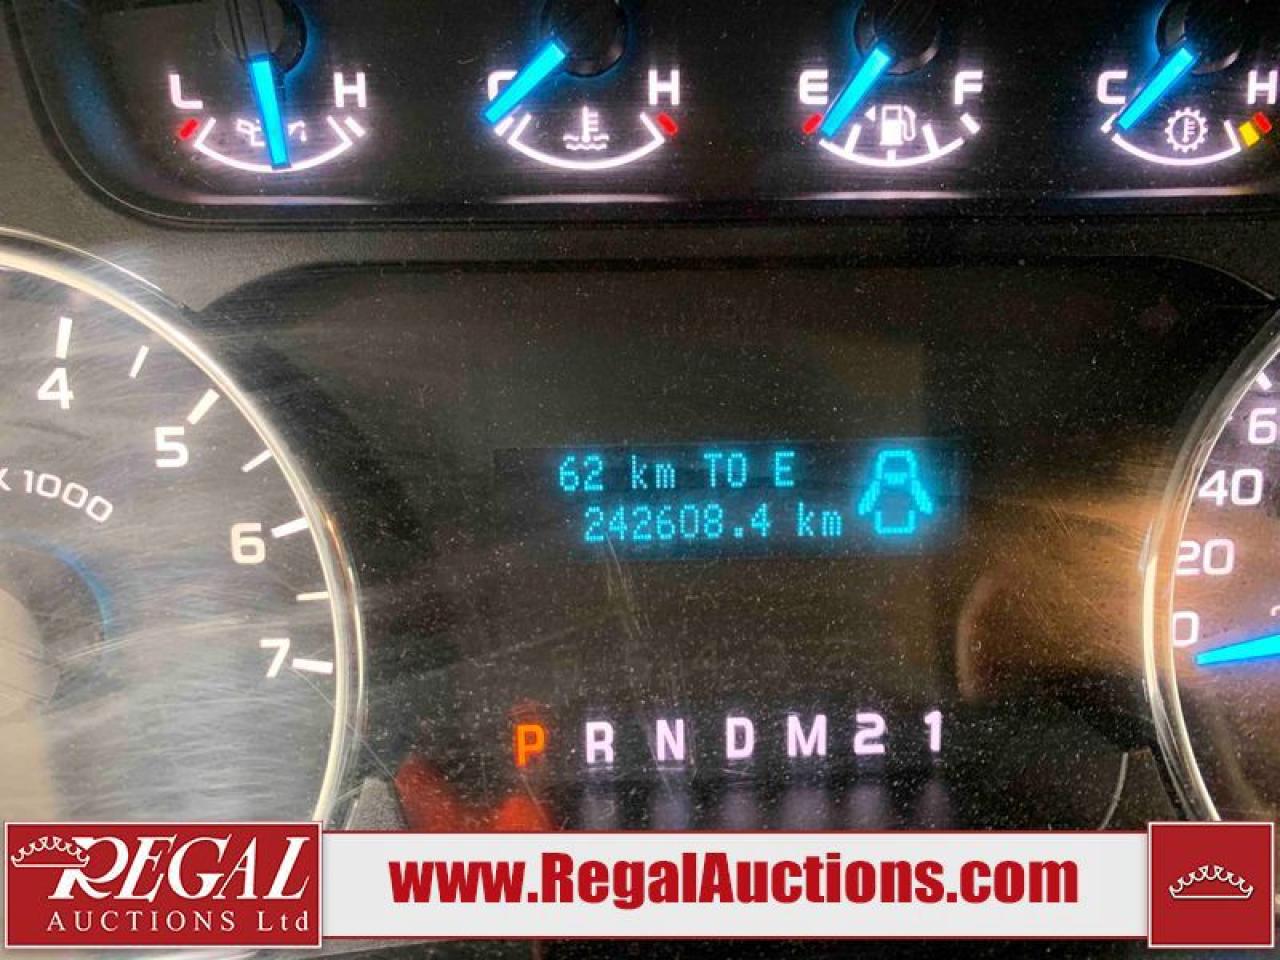 L H
C H
E F
C H
4
5
6
7
X 1000
62 km TO E
242608.4 km
6
40
20
0
P R N D M 2 1
REGAL
AUCTIONS Ltd
www.RegalAuctions.com